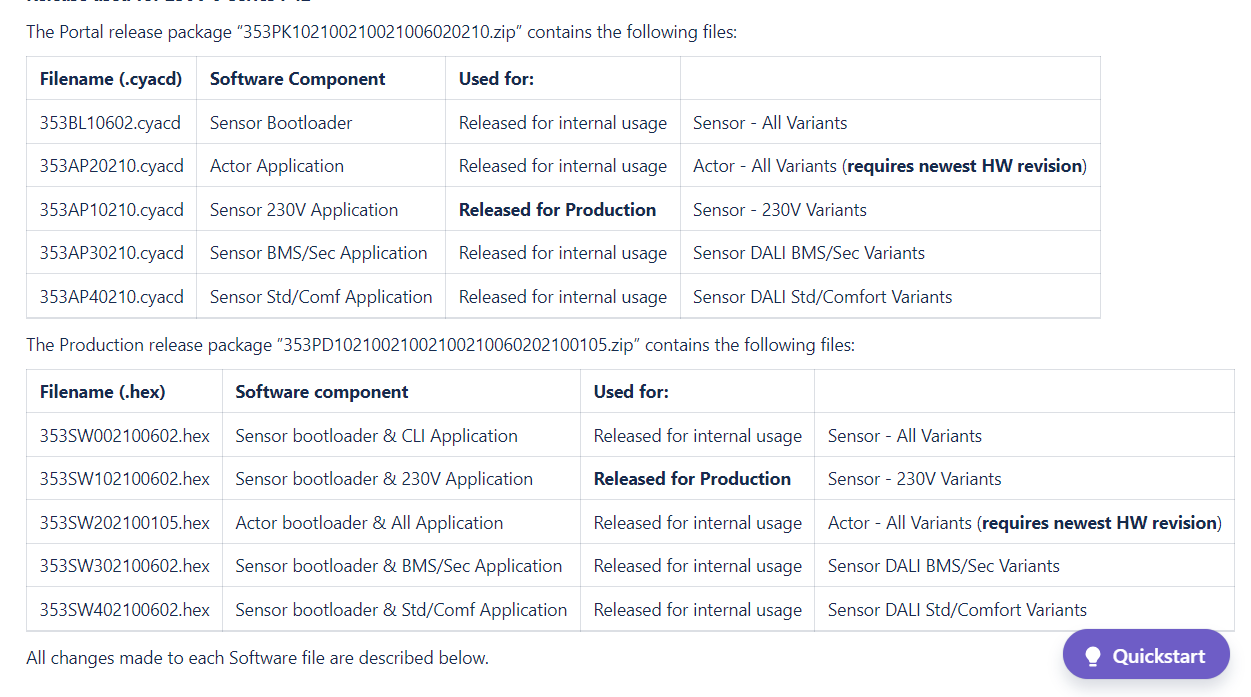 The Portal release package “353PK102100210021006020210.zip” contains the following files:
Filename (.cyacd) Software Component Used for:
353BL10602.cyacd Sensor Bootloader Released for internal usage Sensor - All Variants
353AP20210.cyacd Actor Application Released for internal usage Actor - All Variants (requires newest HW revision)
353AP10210.cyacd Sensor 230V Application Released for Production Sensor - 230V Variants
353AP30210.cyacd Sensor BMS/Sec Application Released for internal usage Sensor DALI BMS/Sec Variants
353AP40210.cyacd Sensor Std/Comf Application Released for internal usage Sensor DALI Std/Comfort Variants
The Production release package “353PD10210021002100210060202100105.zip” contains the following files:
Filename (.hex) Software component Used for:
353SW002100602.hex Sensor bootloader & CLI Application Released for internal usage Sensor - All Variants
353SW102100602.hex Sensor bootloader & 230V Application Released for Production Sensor - 230V Variants
353SW202100105.hex Actor bootloader & All Application Released for internal usage Actor - All Variants (requires newest HW revision)
353SW302100602.hex Sensor bootloader & BMS/Sec Application Released for internal usage Sensor DALI BMS/Sec Variants
353SW402100602.hex Sensor bootloader & Std/Comf Application Released for internal usage Sensor DALI Std/Comfort Variants
Quickstart
All changes made to each Software file are described below.